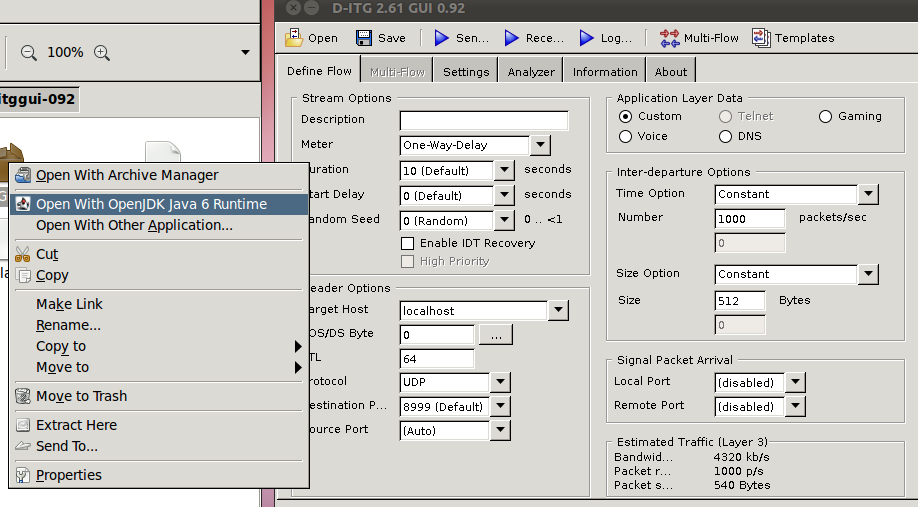 100%
itggui-092
Open With Archive Manager
Open With OpenJDK Java 6 Runtime
Open With Other Application...
Cut
Copy
Make Link
Rename...
Copy to
Move to
Move to Trash
Extract Here
Send To...
Properties
D-ITG 2.61 GUI 0.92
Open Save Sen... Rece... Log... Multi-Flow Templates
Define Flow Multi-Flow Settings Analyzer Information About
Stream Options
Description
Meter One-Way-Delay
uration 10 (Default) seconds
tart Delay 0 (Default) seconds
andom Seed 0 (Random) 0 .. <1
Enable IDT Recovery
High Priority
eader Options
arget Host localhost
OS/DS Byte 0 ...
TL 64
rotocol UDP
estination P... 8999 (Default)
ource Port (Auto)
Application Layer Data
Custom Telnet Gaming
Voice DNS
Inter-departure Options
Time Option Constant
Number 1000 packets/sec
0
Size Option Constant
Size 512 Bytes
0
Signal Packet Arrival
Local Port (disabled)
Remote Port (disabled)
Estimated Traffic (Layer 3)
Bandwid... 4320 kb/s
Packet r... 1000 p/s
Packet s... 540 Bytes